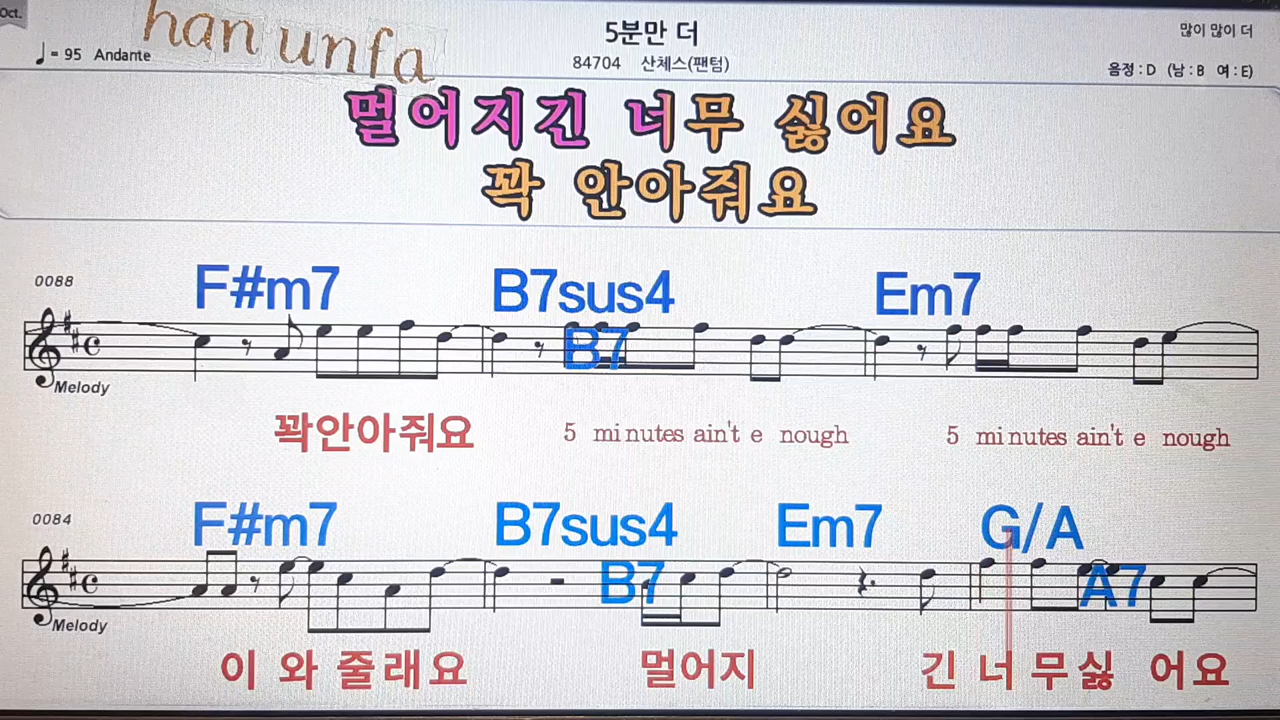 Oct.
han unfa
♩= 95 Andante
5분만 더
84704 산체스(팬텀)
많이 많이 더
음정 : D (남 : B 여 : E)
멀어지긴 너무 싫어요
꽉 안아줘요
0088
F#m7 B7sus4 Em7
B7
Melody
꽉안아줘요 5 minutes ain't e nough 5 minutes ain't e nough
0084
F#m7 B7sus4 Em7 G/A
B7 A7
Melody
이 와 줄래요 멀어지 긴 너 무싫 어요